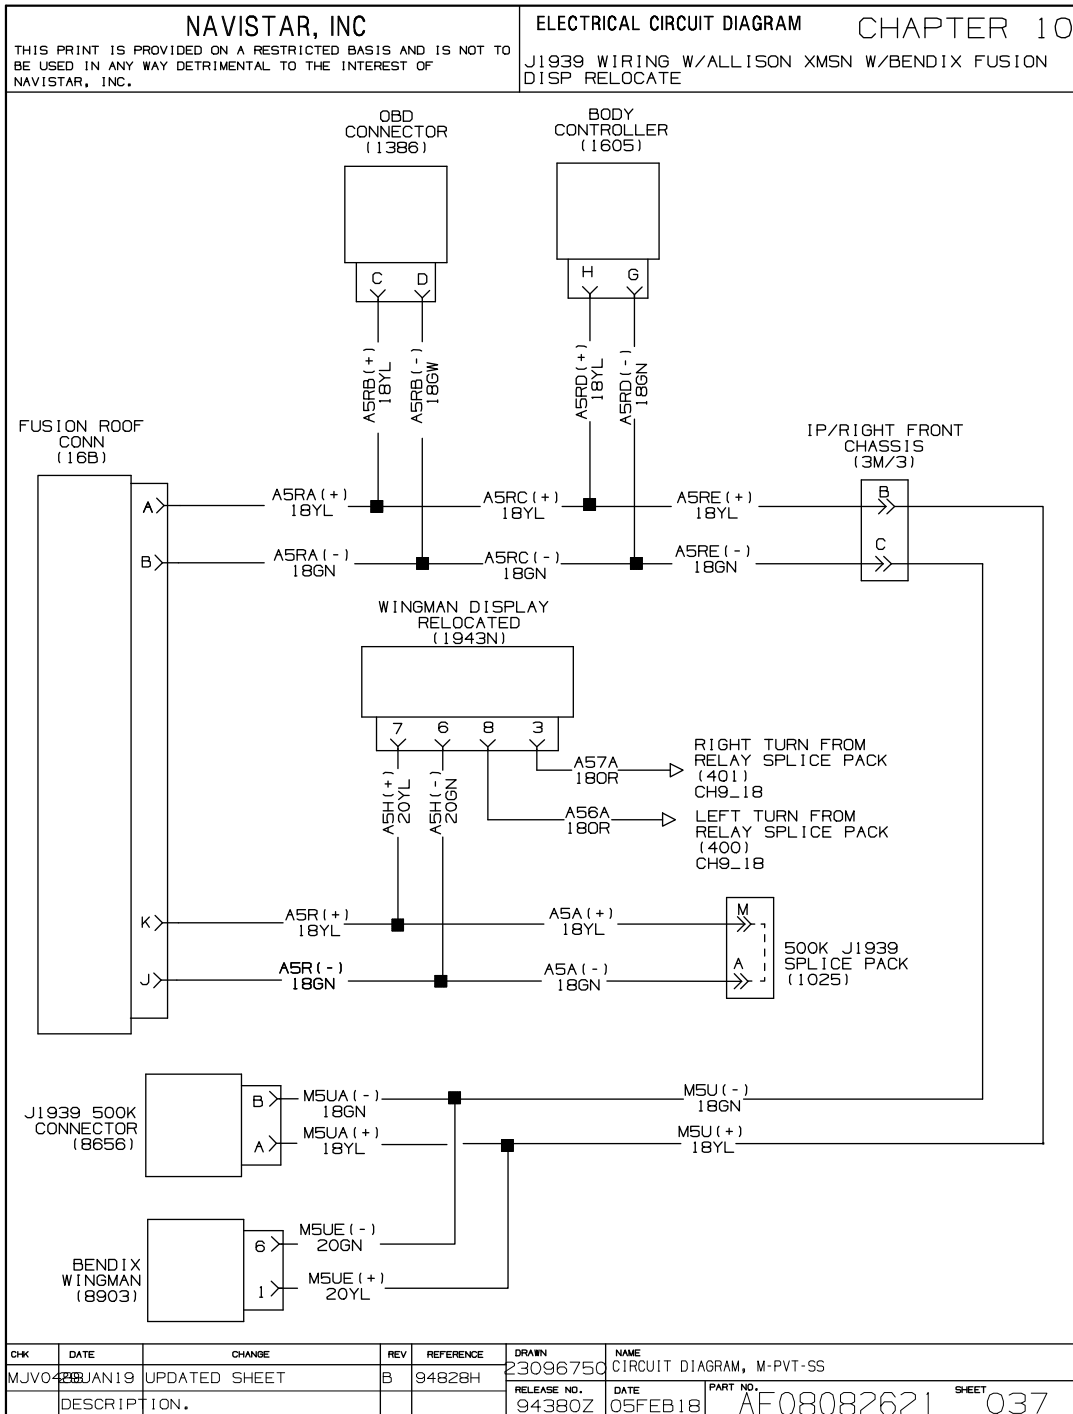 NAVISTAR, INC
THIS PRINT IS PROVIDED ON A RESTRICTED BASIS AND IS NOT TO
BE USED IN ANY WAY DETRIMENTAL TO THE INTEREST OF
NAVISTAR, INC.
ELECTRICAL CIRCUIT DIAGRAM
CHAPTER 10
J1939 WIRING W/ALLISON XMSN W/BENDIX FUSION
DISP RELOCATE
OBD
CONNECTOR
(1386)
C D
BODY
CONTROLLER
(1605)
H G
A5RB(+)
18YL
A5RB(-)
18GW
A5RD(+)
18YL
A5RD(-)
18GN
FUSION ROOF
CONN
(16B)
IP/RIGHT FRONT
CHASSIS
(3M/3)
A
A5RA(+)
18YL
A5RC(+)
18YL
A5RE(+)
18YL
B
B
A5RA(-)
18GN
A5RC(-)
18GN
A5RE(-)
18GN
C
WINGMAN DISPLAY
RELOCATED
(1943N)
7 6 8 3
A5H(+)
20YL
A5H(-)
20GN
A57A
18OR
RIGHT TURN FROM
RELAY SPLICE PACK
(401)
CH9_18
A56A
18OR
LEFT TURN FROM
RELAY SPLICE PACK
(400)
CH9_18
K
A5R(+)
18YL
A5A(+)
18YL
M
J
A5R(-)
18GN
A5A(-)
18GN
A
500K J1939
SPLICE PACK
(1025)
J1939 500K
CONNECTOR
(8656)
B
M5UA(-)
18GN
M5U(-)
18GN
A
M5UA(+)
18YL
M5U(+)
18YL
BENDIX
WINGMAN
(8903)
6
M5UE(-)
20GN
1
M5UE(+)
20YL
CHK DATE CHANGE REV REFERENCE
JAN19 UPDATED SHEET B 94828H
DESCRIPTION.
DRAWN
23096750
NAME
CIRCUIT DIAGRAM, M-PVT-SS
RELEASE NO.
94380Z
DATE
05FEB18
PART NO.
AF08082621
SHEET
037